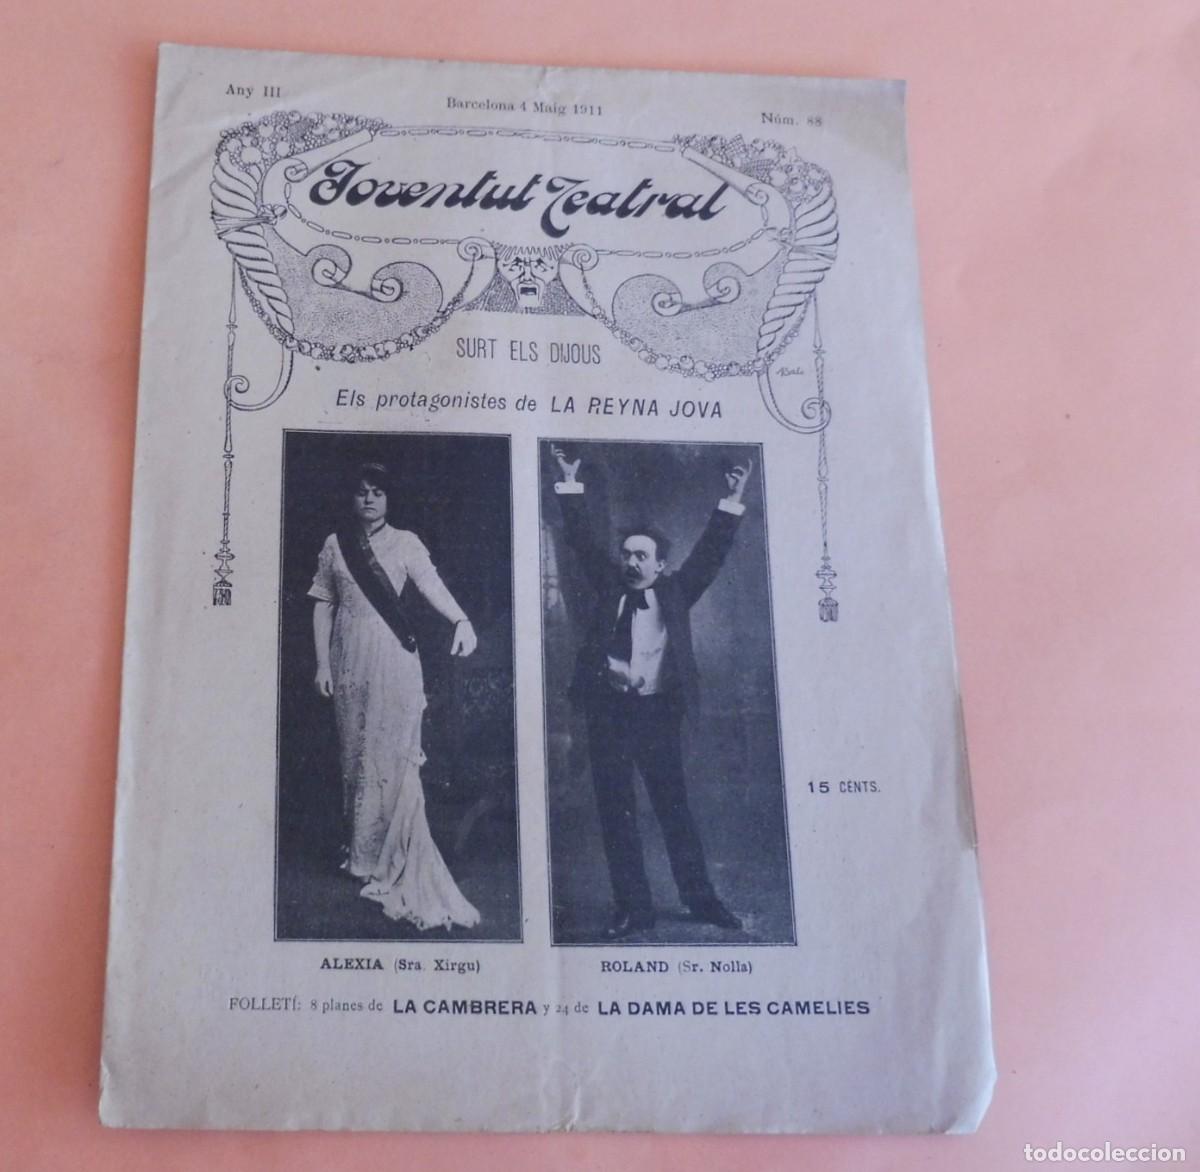 Any III
Barcelona 4 Maig 1911
Núm. 88
Joventut Teatral
SURT ELS DIJOUS
Els protagonistes de LA REYNA JOVA
15 CÉNTS.
ALEXIA (Sra. Xirgu)
ROLAND (Sr. Nolla)
FOLLETÍ: 8 planes de LA CAMBRERA y 24 de LA DAMA DE LES CAMELIES
todocoleccion